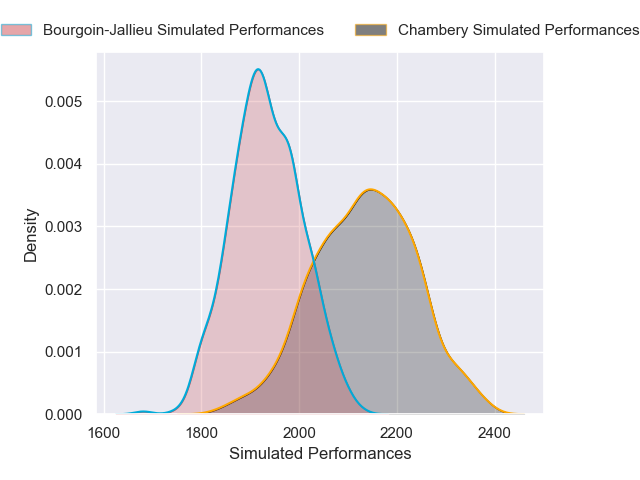 Bourgoin-Jallieu Simulated Performances
Chambery Simulated Performances
0.005
0.004
0.003
0.002
0.001
0.000
Density
1600
1800
2000
2200
2400
Simulated Performances